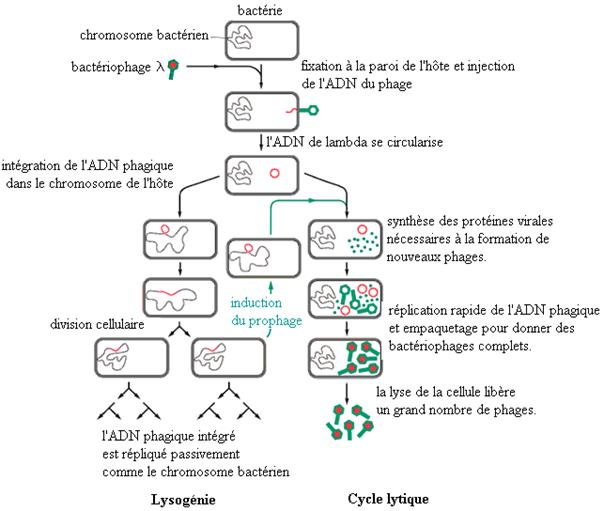 bactérie
chromosome bactérien
bactériophage λ
fixation à la paroi de l'hôte et injection
de l'ADN du phage
l'ADN de lambda se circularise
intégration de l'ADN phagique
dans le chromosome de l'hôte
synthèse des protéines virales
nécessaires à la formation de
nouveaux phages.
induction
du prophage
réplication rapide de l'ADN phagique
et empaquetage pour donner des
bactériophages complets.
division cellulaire
la lyse de la cellule libère
un grand nombre de phages.
l'ADN phagique intégré
est répliqué passivement
comme le chromosome bactérien
Lysogénie
Cycle lytique